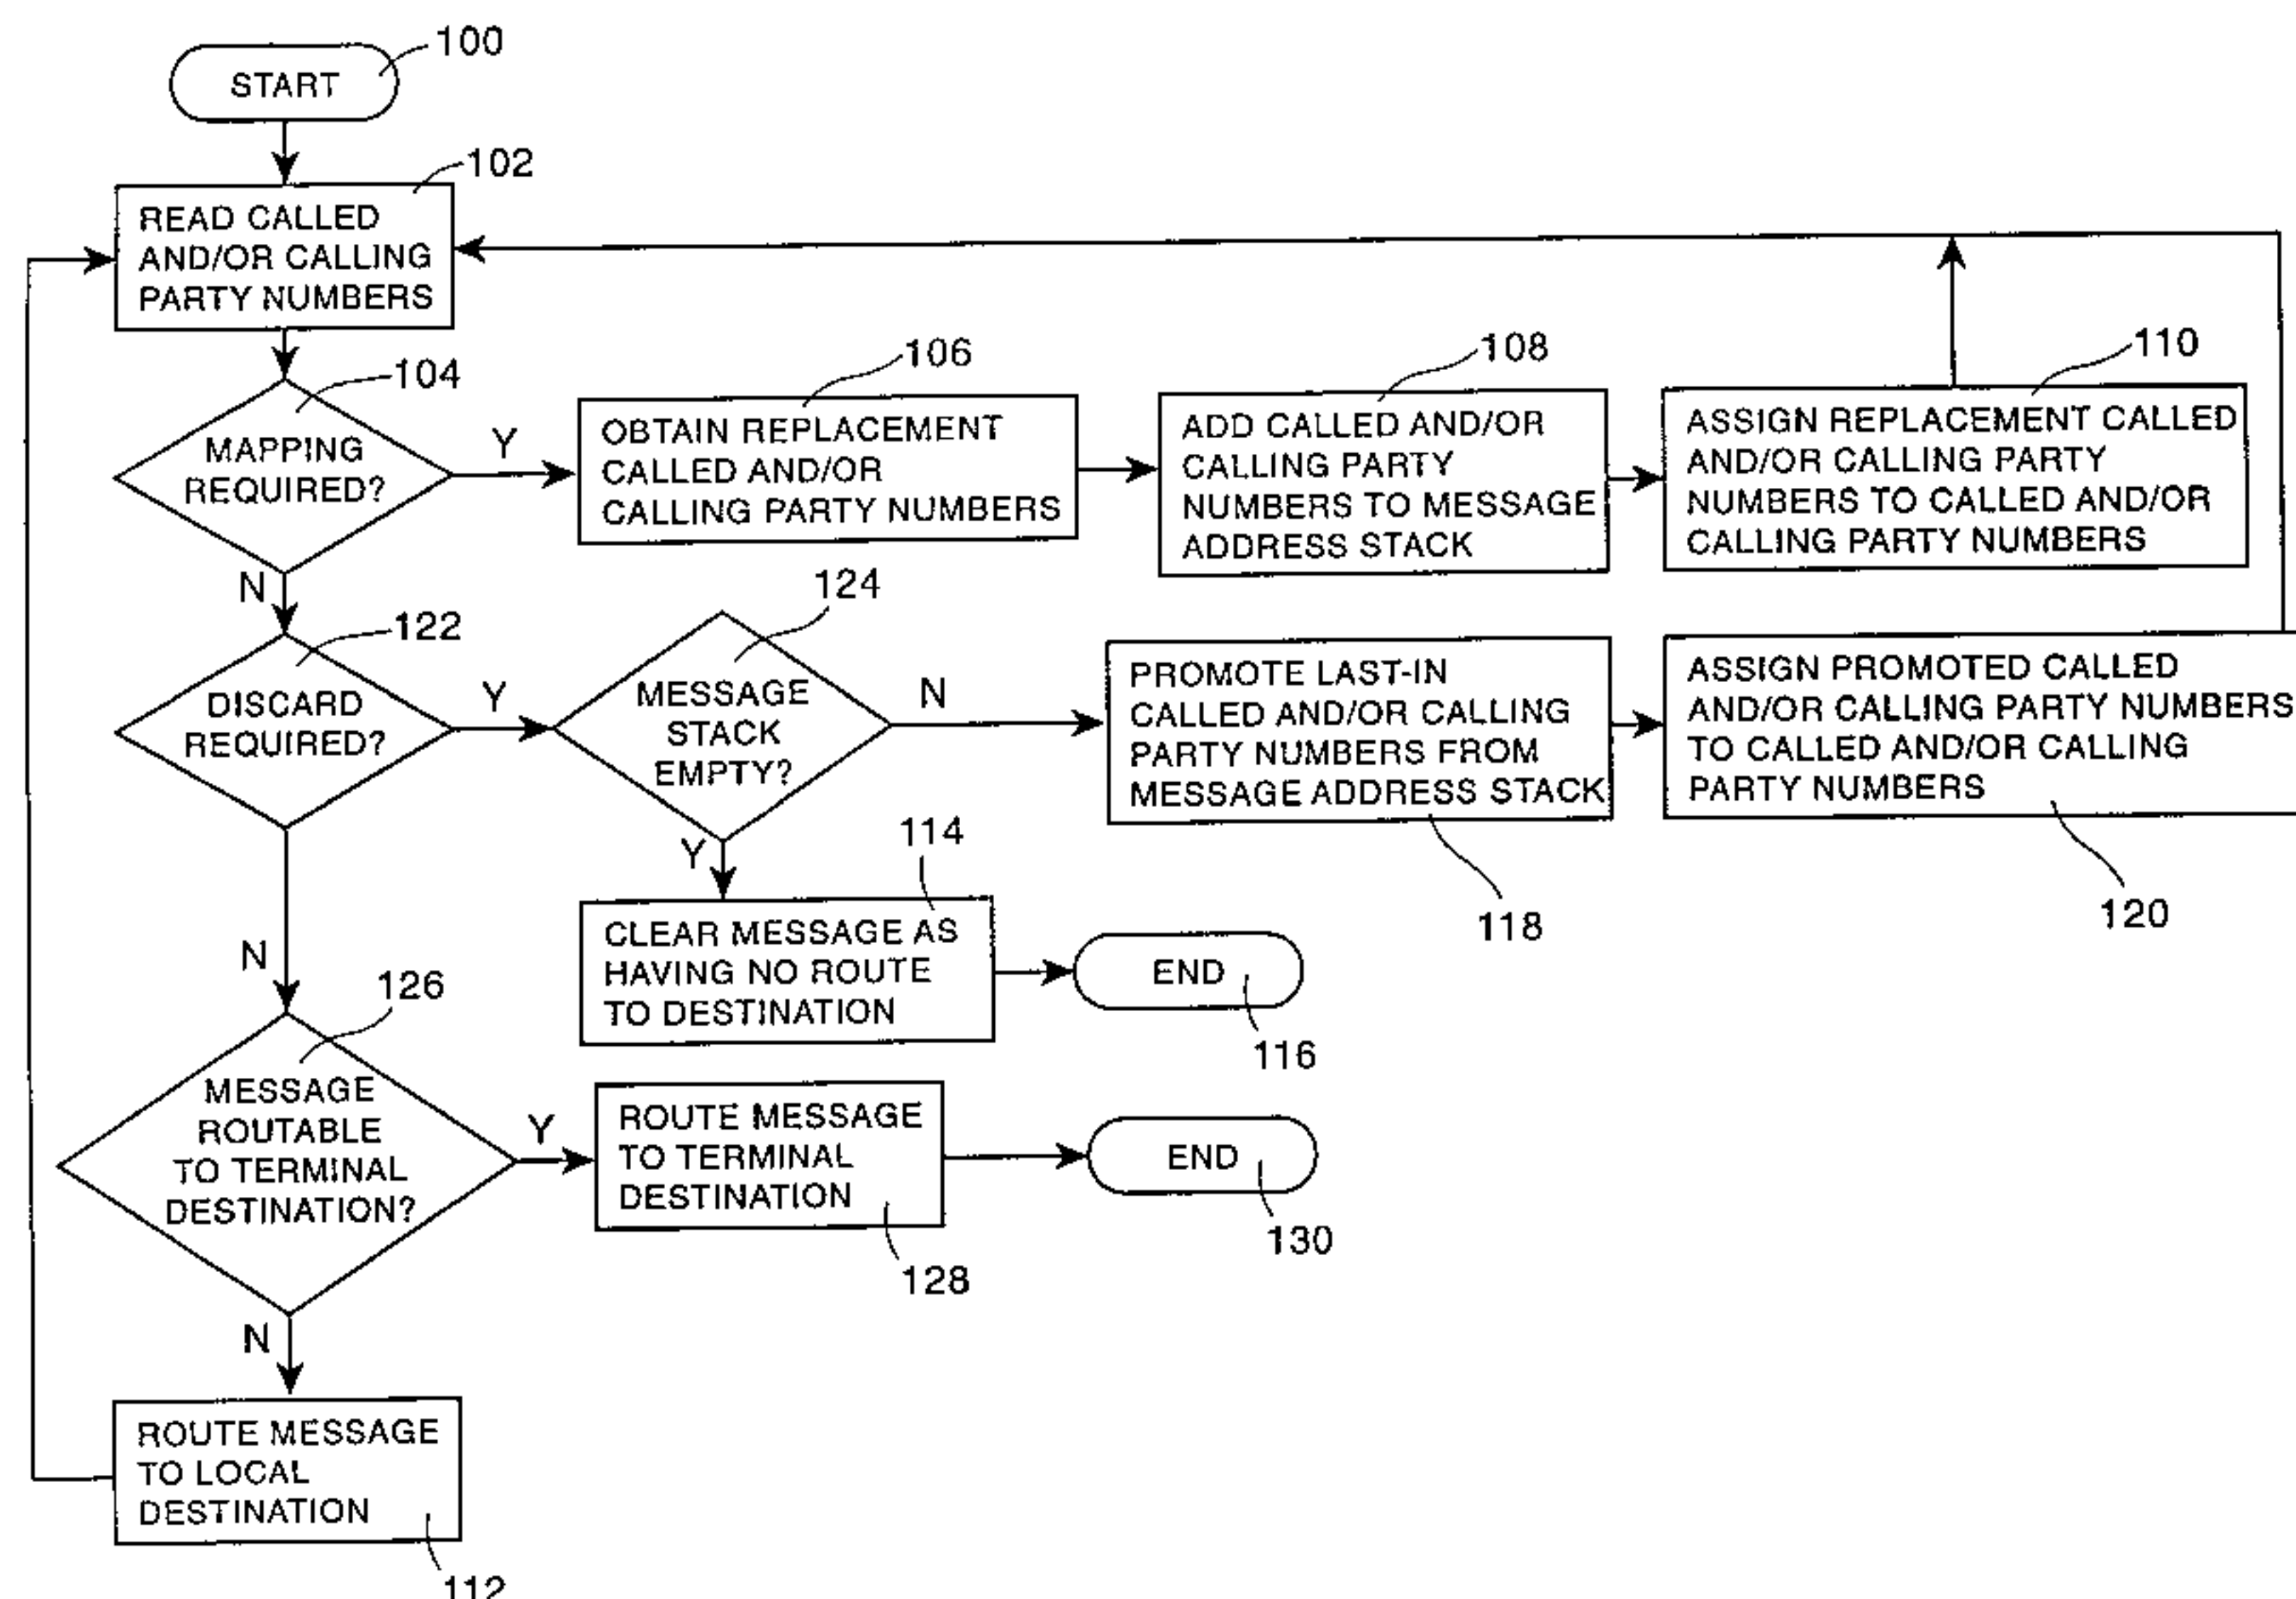 100
START
102
READ CALLED
AND/OR CALLING
PARTY NUMBERS
104
MAPPING
REQUIRED?
Y
N
106
OBTAIN REPLACEMENT
CALLED AND/OR
CALLING PARTY NUMBERS
108
ADD CALLED AND/OR
CALLING PARTY
NUMBERS TO MESSAGE
ADDRESS STACK
110
ASSIGN REPLACEMENT CALLED
AND/OR CALLING PARTY
NUMBERS TO CALLED AND/OR
CALLING PARTY NUMBERS
122
DISCARD
REQUIRED?
Y
N
124
MESSAGE
STACK
EMPTY?
N
Y
PROMOTE LAST-IN
CALLED AND/OR CALLING
PARTY NUMBERS FROM
MESSAGE ADDRESS STACK
118
ASSIGN PROMOTED CALLED
AND/OR CALLING PARTY NUMBERS
TO CALLED AND/OR CALLING
PARTY NUMBERS
120
114
CLEAR MESSAGE AS
HAVING NO ROUTE
TO DESTINATION
END
116
126
MESSAGE
ROUTABLE
TO TERMINAL
DESTINATION?
Y
N
ROUTE MESSAGE
TO TERMINAL
DESTINATION
128
END
130
ROUTE MESSAGE
TO LOCAL
DESTINATION
112